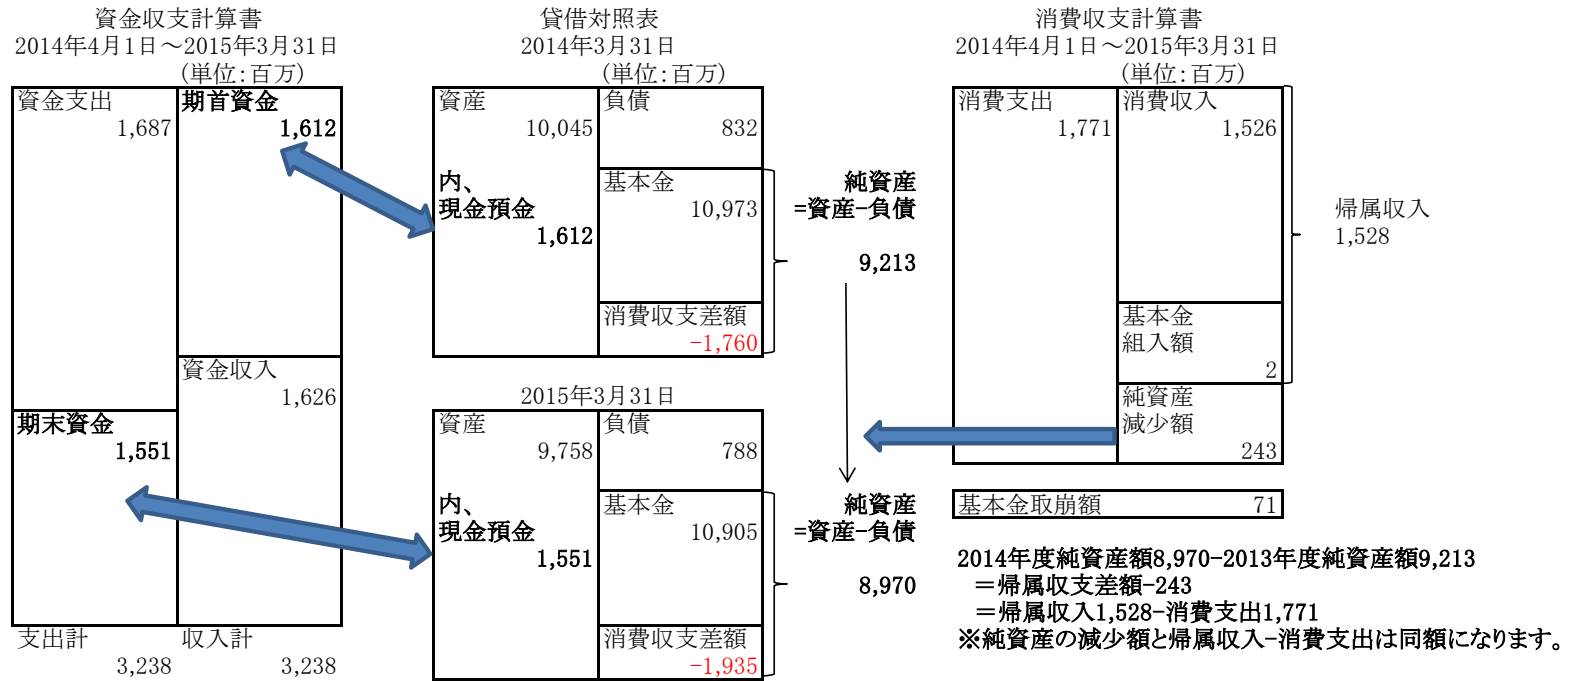 資金収支計算書
2014年4月1日～2015年3月31日
(単位:百万)
資金支出
1,687
期首資金
1,612
資金収入
1,626
期末資金
1,551
支出計
3,238
収入計
3,238
貸借対照表
2014年3月31日
(単位:百万)
資産
10,045
内、
現金預金
1,612
負債
832
基本金
10,973
消費収支差額
-1,760
純資産
=資産-負債
9,213
2015年3月31日
資産
9,758
内、
現金預金
1,551
負債
788
基本金
10,905
消費収支差額
-1,935
純資産
=資産-負債
8,970
消費収支計算書
2014年4月1日～2015年3月31日
(単位:百万)
消費支出
1,771
消費収入
1,526
基本金
組入額
2
純資産
減少額
243
帰属収入
1,528
基本金取崩額 71
2014年度純資産額8,970-2013年度純資産額9,213
＝帰属収支差額-243
＝帰属収入1,528-消費支出1,771
※純資産の減少額と帰属収入-消費支出は同額になります。